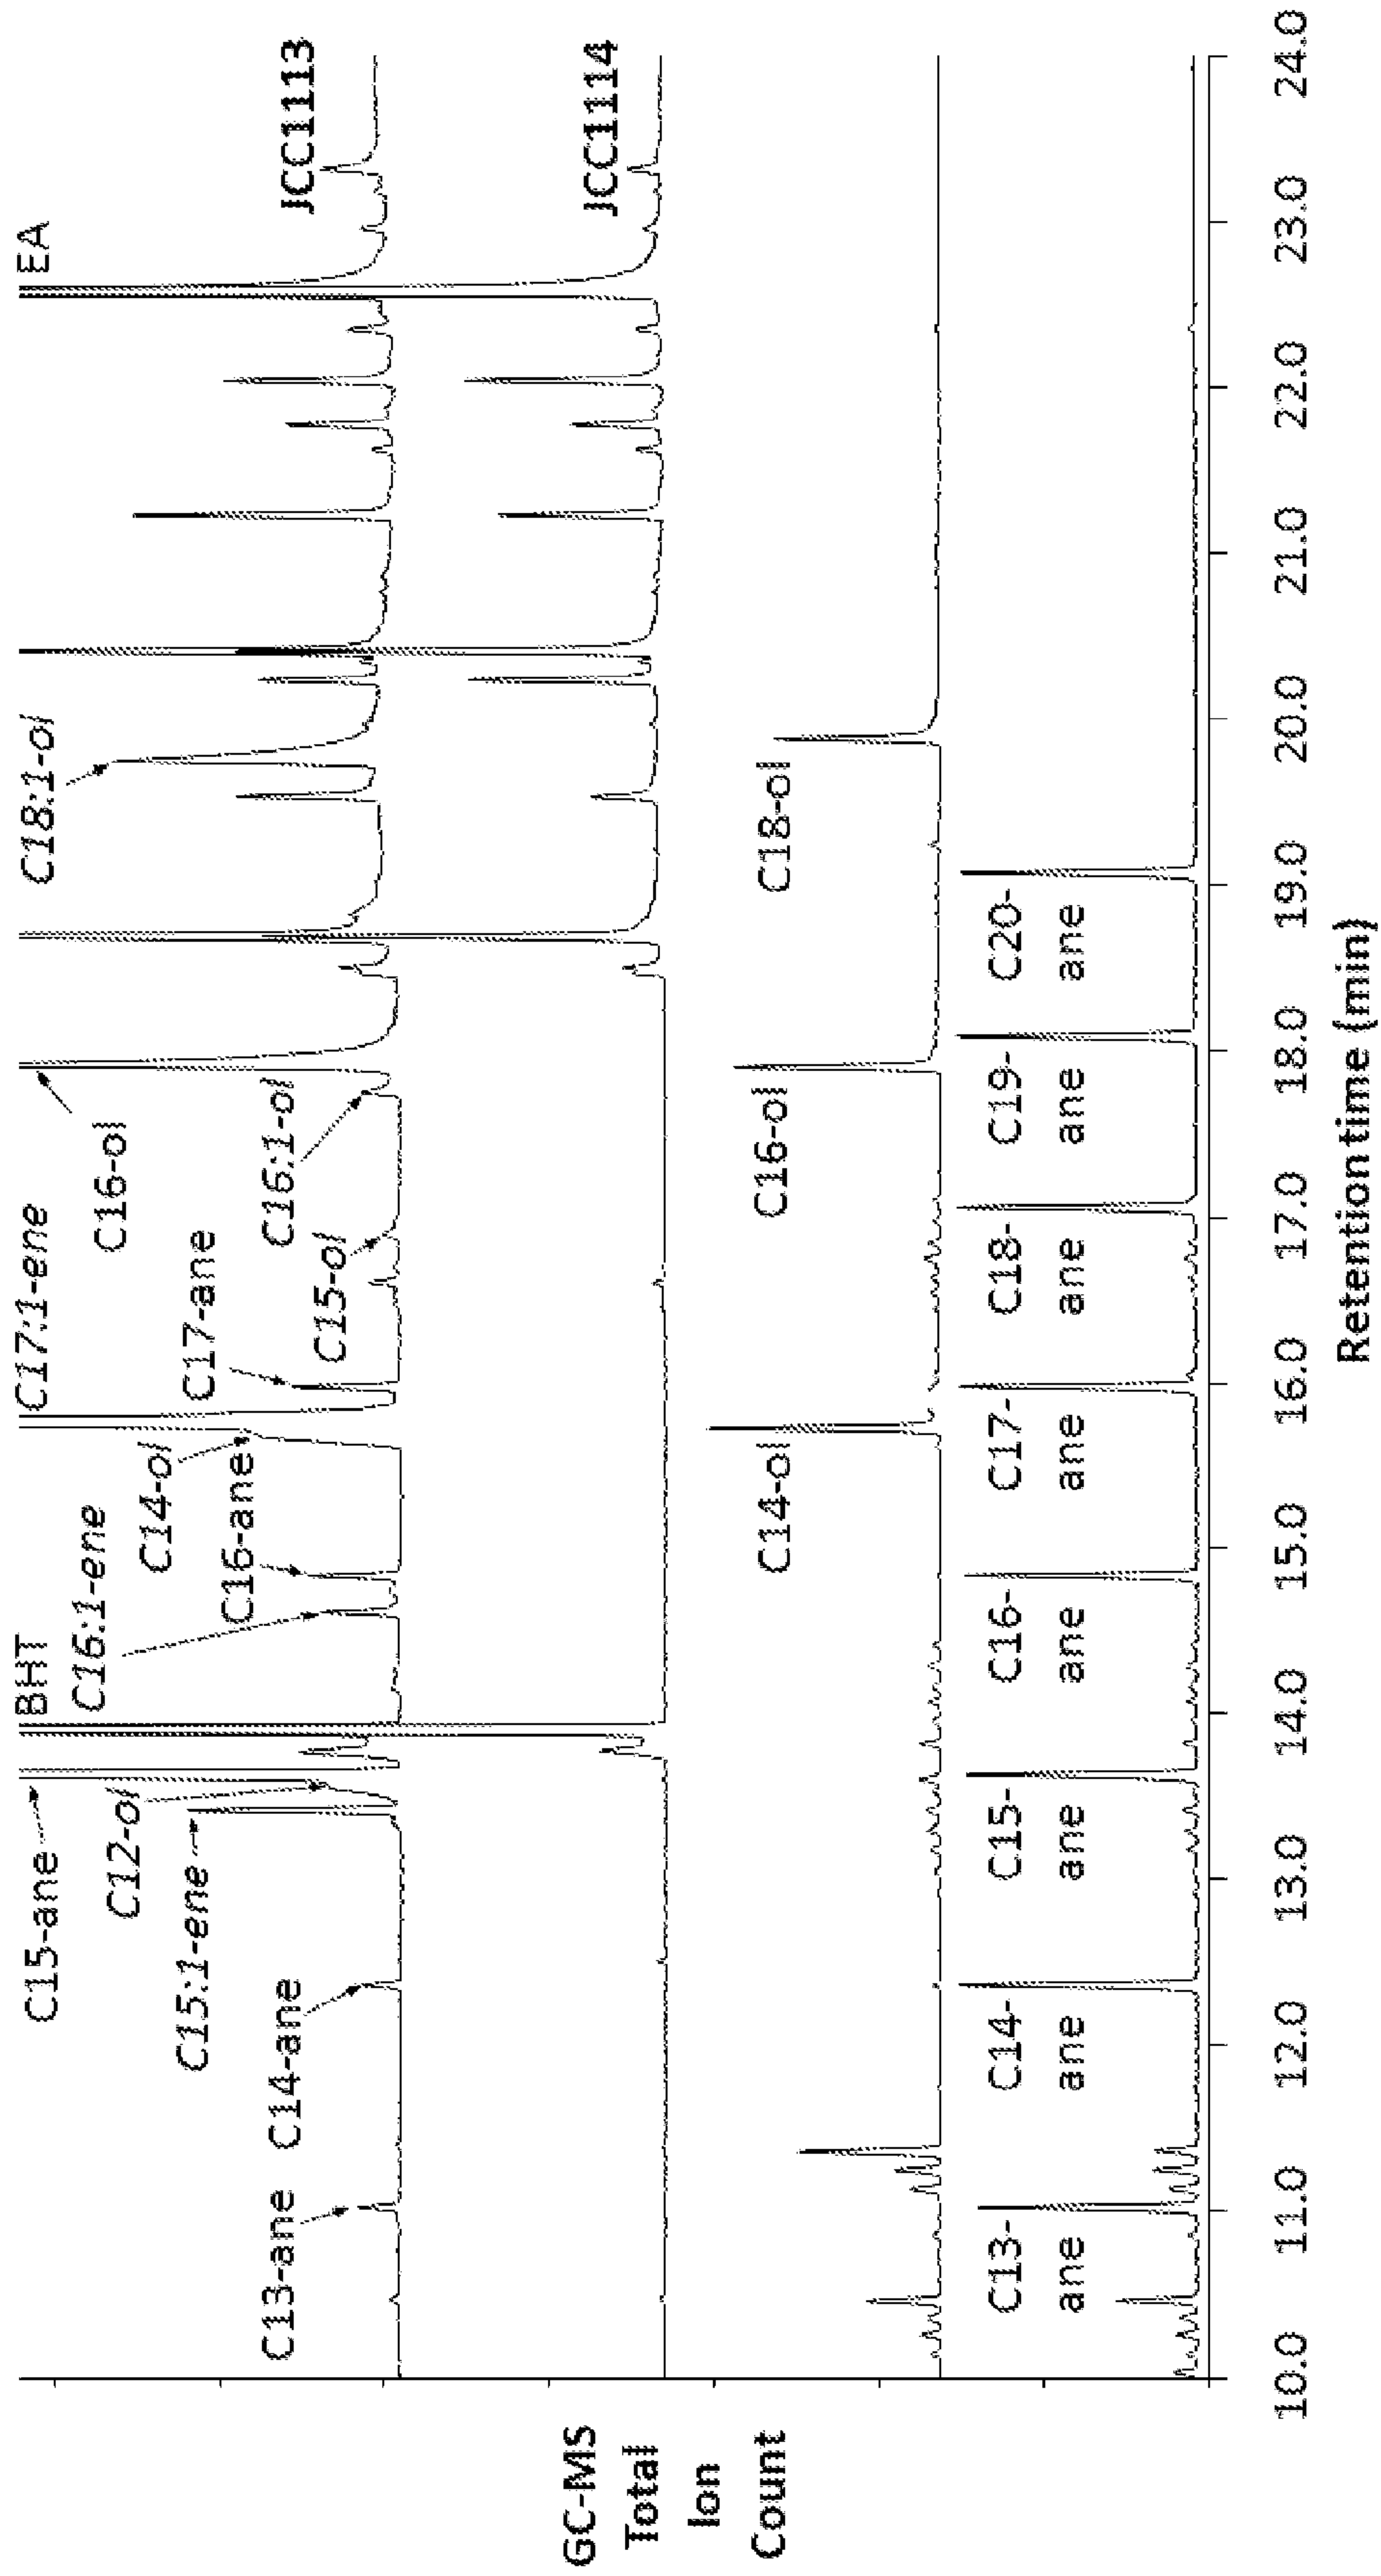 C15-ane
BHT
C17:1-ene
C18:1-ol
EA
C12-ol
C16:1-ene
C16-ol
C15:1-ene
C14-ol
C17-ane
C16-ane
C16:1-ol
C14-ane
C15-ol
C13-ane
JCC1113
JCC1114
GC-MS
Total
Ion
Count
C14-ol
C16-ol
C18-ol
C13-
ane
C14-
ane
C15-
ane
C16-
ane
C17-
ane
C18-
ane
C19-
ane
C20-
ane
10.0 11.0 12.0 13.0 14.0 15.0 16.0 17.0 18.0 19.0 20.0 21.0 22.0 23.0 24.0
Retention time (min)